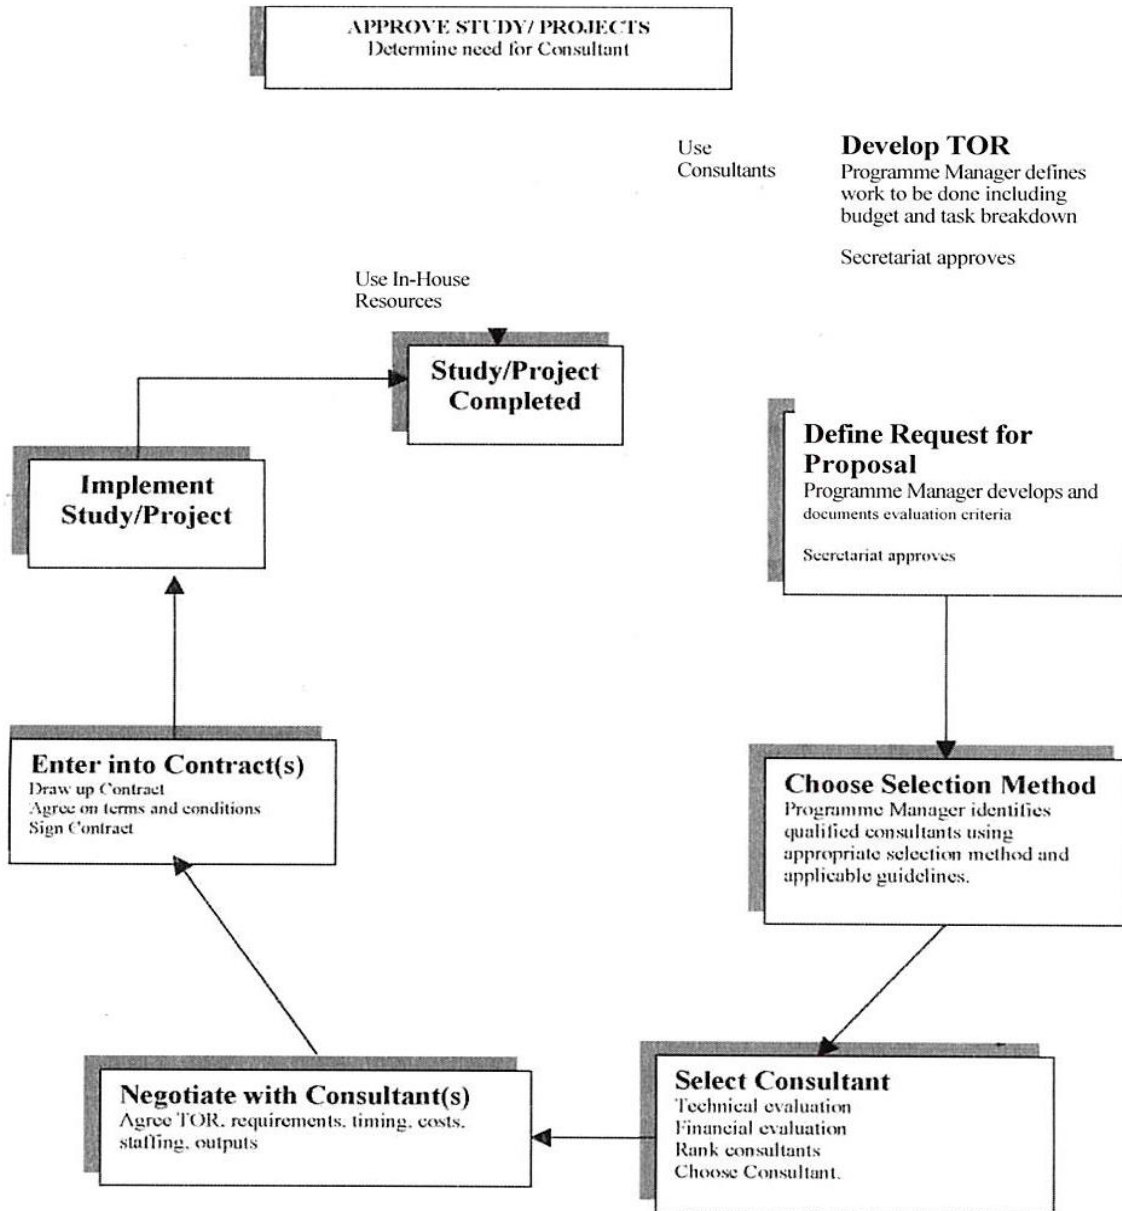 APPROVE STUDY/ PROJECTS
Determine need for Consultant
Use
Consultants
Develop TOR
Programme Manager defines
work to be done including
budget and task breakdown
Secretariat approves
Use In-House
Resources
Study/Project
Completed
Define Request for
Proposal
Programme Manager develops and
documents evaluation criteria
Secretariat approves
Implement
Study/Project
Enter into Contract(s)
Draw up Contract
Agree on terms and conditions
Sign Contract
Choose Selection Method
Programme Manager identifies
qualified consultants using
appropriate selection method and
applicable guidelines.
Negotiate with Consultant(s)
Agree TOR, requirements, timing, costs,
staffing, outputs
Select Consultant
Technical evaluation
Financial evaluation
Rank consultants
Choose Consultant.